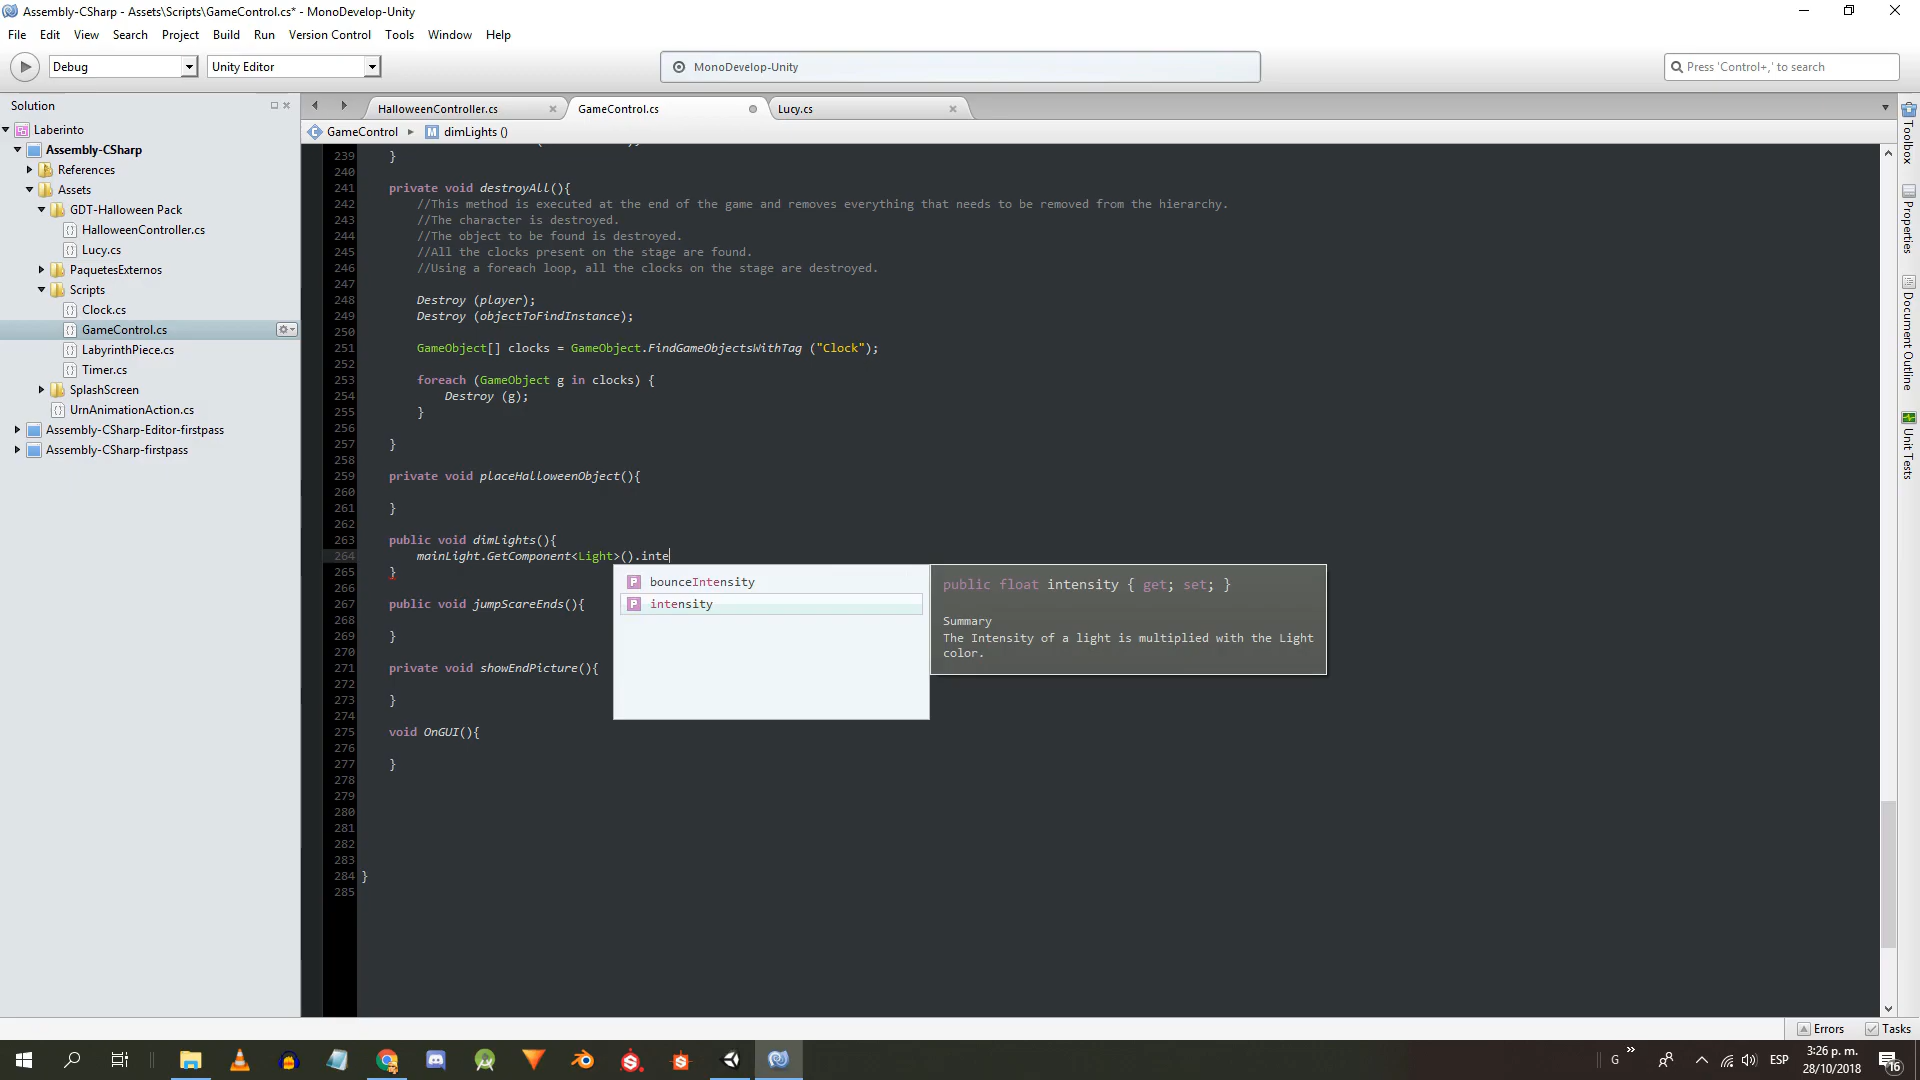 Assembly-CSharp - Assets\Scripts\GameControl.cs* - MonoDevelop-Unity
File Edit View Search Project Build Run Version Control Tools Window Help
Debug Unity Editor MonoDevelop-Unity Press 'Control+,' to search
Solution
Laberinto
Assembly-CSharp
References
Assets
GDT-Halloween Pack
HalloweenController.cs
Lucy.cs
PaquetesExternos
Scripts
Clock.cs
GameControl.cs
LabyrinthPiece.cs
Timer.cs
SplashScreen
UrnAnimationAction.cs
Assembly-CSharp-Editor-firstpass
Assembly-CSharp-firstpass
HalloweenController.cs GameControl.cs Lucy.cs
GameControl dimLights ()
239 }
240
241 private void destroyAll(){
242 //This method is executed at the end of the game and removes everything that needs to be removed from the hierarchy.
243 //The character is destroyed.
244 //The object to be found is destroyed.
245 //All the clocks present on the stage are found.
246 //Using a foreach loop, all the clocks on the stage are destroyed.
247
248 Destroy (player);
249 Destroy (objectToFindInstance);
250
251 GameObject[] clocks = GameObject.FindGameObjectsWithTag ("Clock");
252
253 foreach (GameObject g in clocks) {
254 Destroy (g);
255 }
256
257 }
258
259 private void placeHalloweenObject(){
260
261 }
262
263 public void dimLights(){
264 mainLight.GetComponent<Light>().inte
265 }
266
267 public void jumpScareEnds(){
268
269 }
270
271 private void showEndPicture(){
272
273 }
274
275 void OnGUI(){
276
277 }
278
279
280
281
282
283
284 }
285
bounceIntensity
intensity
public float intensity { get; set; }
Summary
The Intensity of a light is multiplied with the Light
color.
Toolbox
Properties
Document Outline
Unit Tests
Errors Tasks
G » ESP 3:26 p. m.
28/10/2018
16